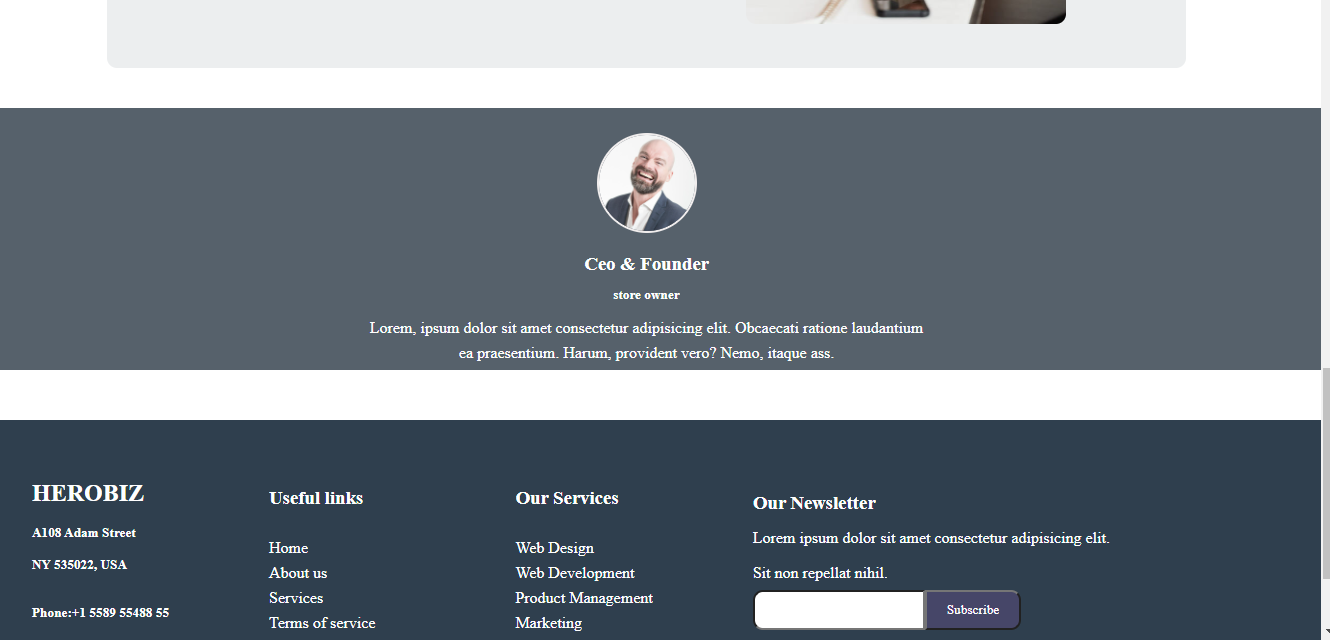 Ceo & Founder
store owner
Lorem, ipsum dolor sit amet consectetur adipisicing elit. Obcaecati ratione laudantium
ea praesentium. Harum, provident vero? Nemo, itaque ass.
HEROBIZ
A108 Adam Street
NY 535022, USA
Phone:+1 5589 55488 55
Useful links
Home
About us
Services
Terms of service
Our Services
Web Design
Web Development
Product Management
Marketing
Our Newsletter
Lorem ipsum dolor sit amet consectetur adipisicing elit.
Sit non repellat nihil.
Subscribe